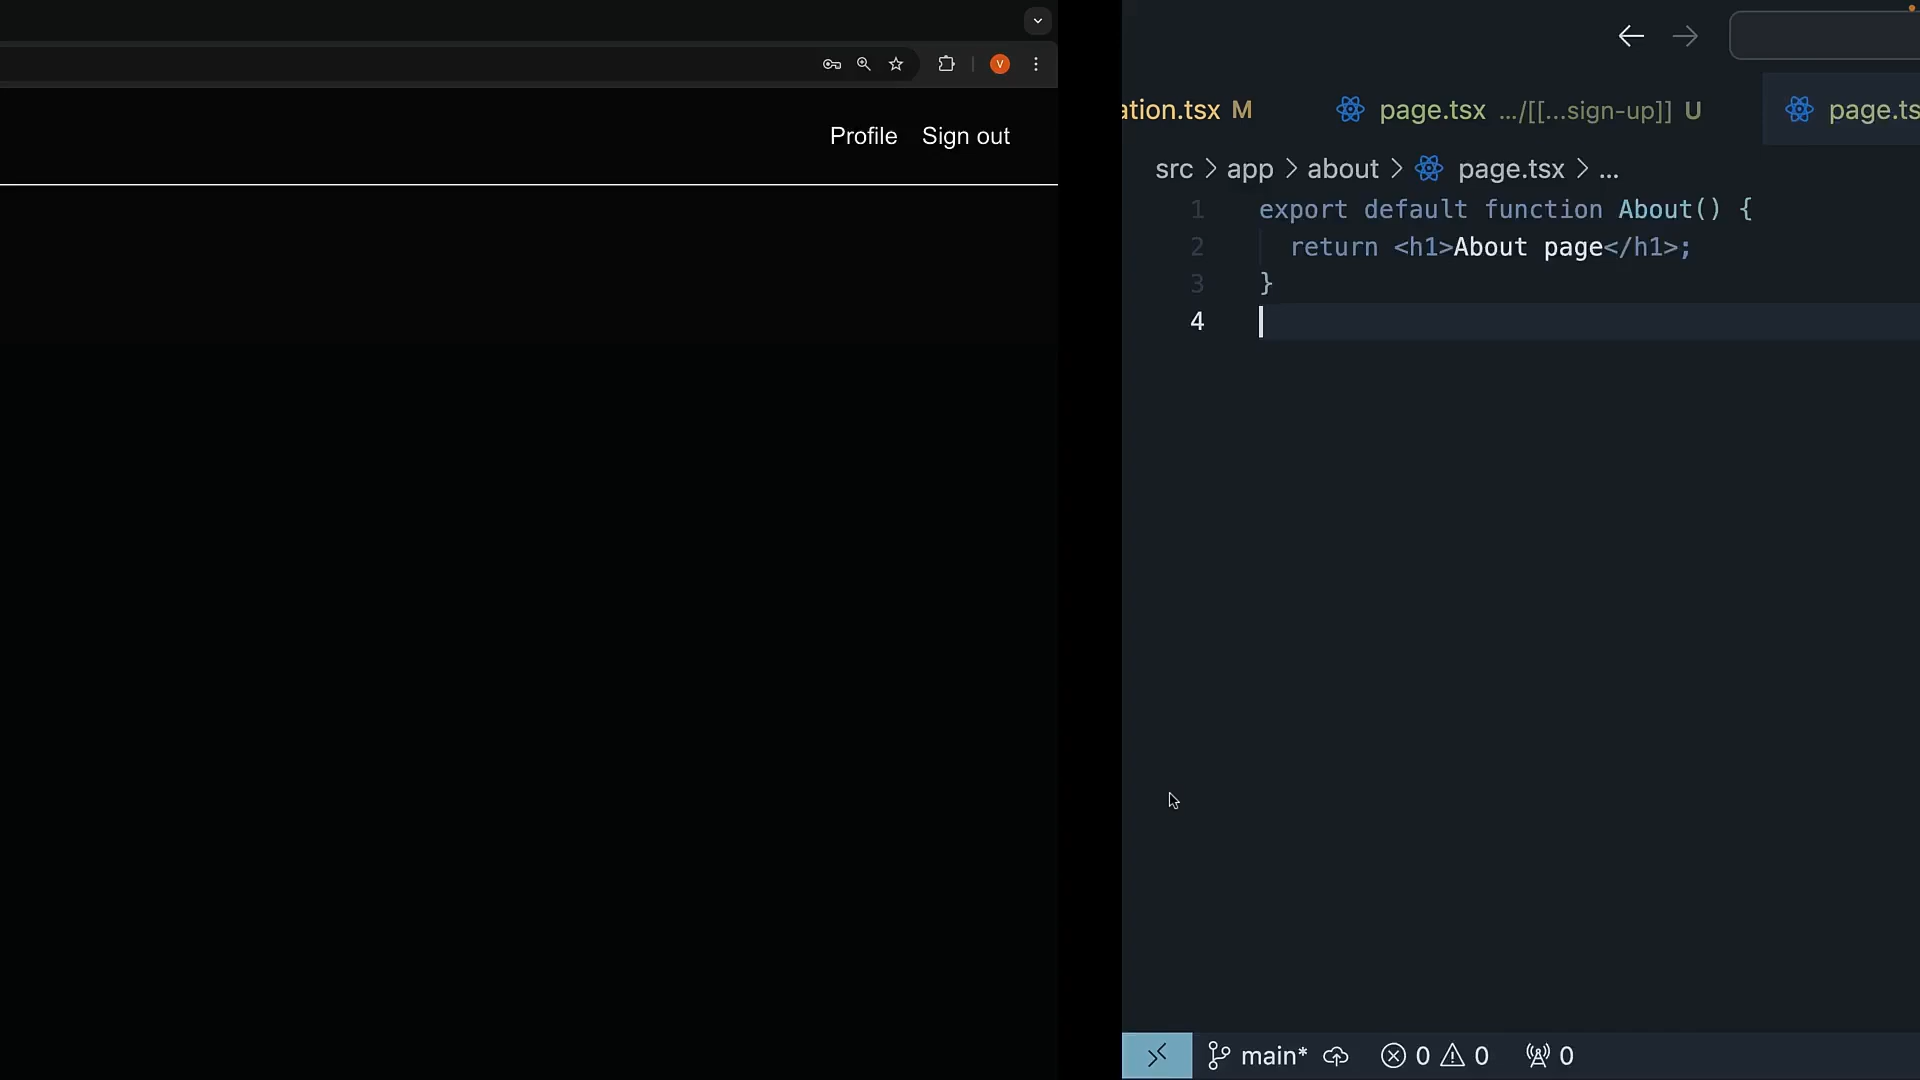 V
Profile Sign out
ation.tsx M page.tsx .../[[...sign-up]] U page.ts
src > app > about > page.tsx > ...
1 export default function About() {
2 return <h1>About page</h1>;
3 }
4
main* 0 0 0